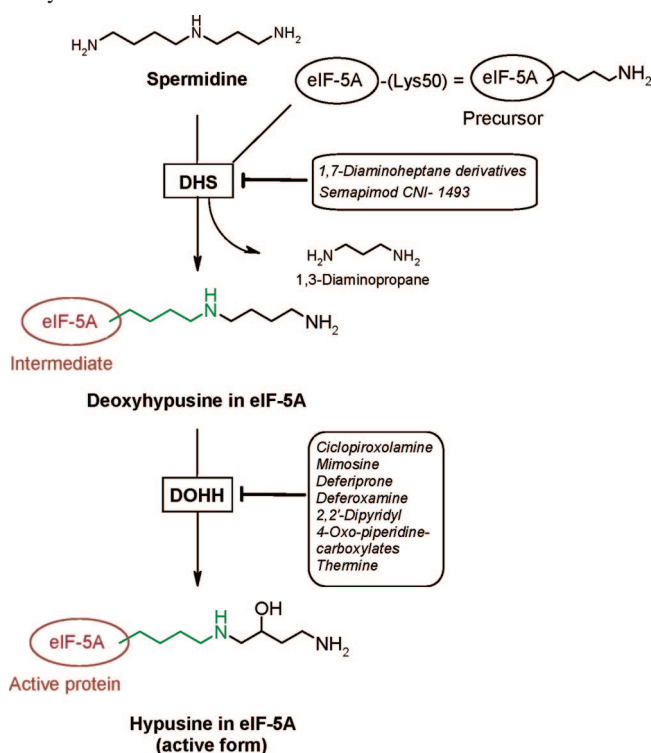 H
H₂N N NH₂
Spermidine
eIF-5A -(Lys50) = eIF-5A NH₂
Precursor
DHS
1,7-Diaminoheptane derivatives
Semapimod CNI- 1493
H₂N NH₂
1,3-Diaminopropane
H
eIF-5A N NH₂
Intermediate
Deoxyhypusine in eIF-5A
Ciclopiroxolamine
Mimosine
Deferiprone
DOHH
Deferoxamine
2,2'-Dipyridyl
4-Oxo-piperidine-
carboxylates
Thermine
H OH
eIF-5A N NH₂
Active protein
Hypusine in eIF-5A
(active form)